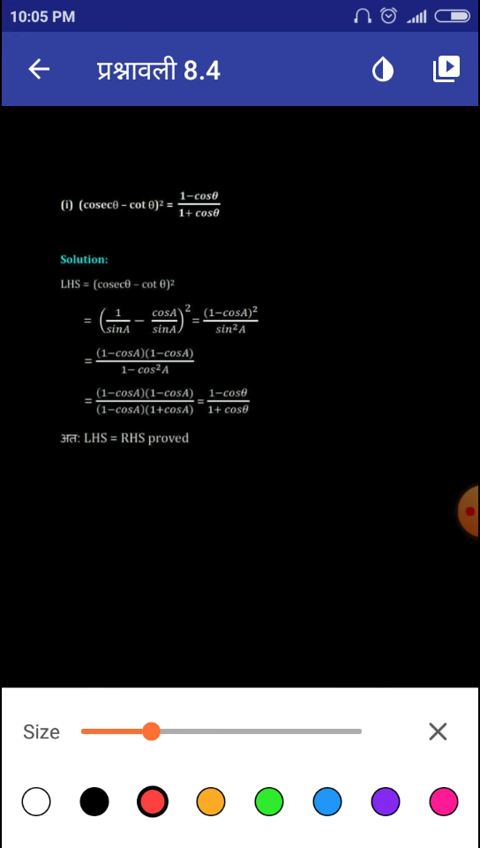 10:05 PM
प्रश्नावली 8.4
(i) (cosecθ – cot θ)² = (1−cosθ)/(1+ cosθ)
Solution:
LHS = (cosecθ – cot θ)²
= (1/sinA − cosA/sinA)² = (1−cosA)²/sin²A
= (1−cosA)(1−cosA)/(1− cos²A)
= (1−cosA)(1−cosA)/(1−cosA)(1+cosA) = (1−cosθ)/(1+ cosθ)
अत: LHS = RHS proved
Size